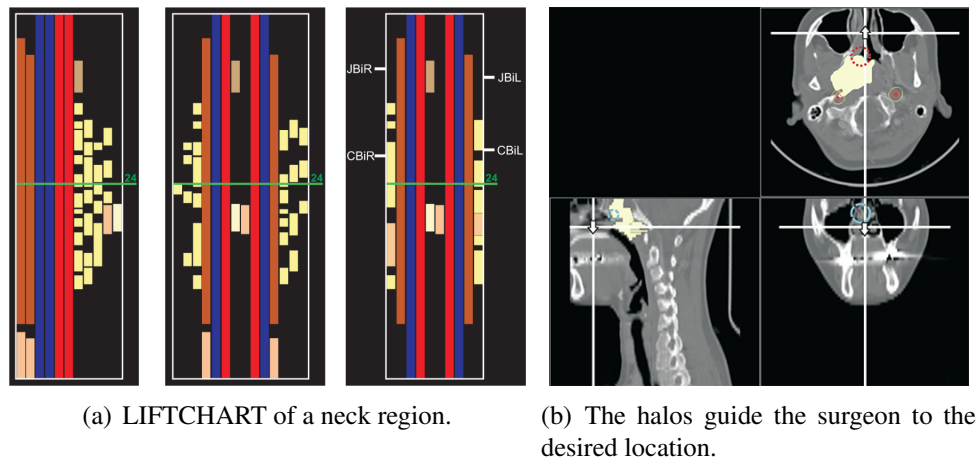 24
24
JBiR
JBiL
CBiR
CBiL
24
(a) LIFTCHART of a neck region.
(b) The halos guide the surgeon to the
desired location.